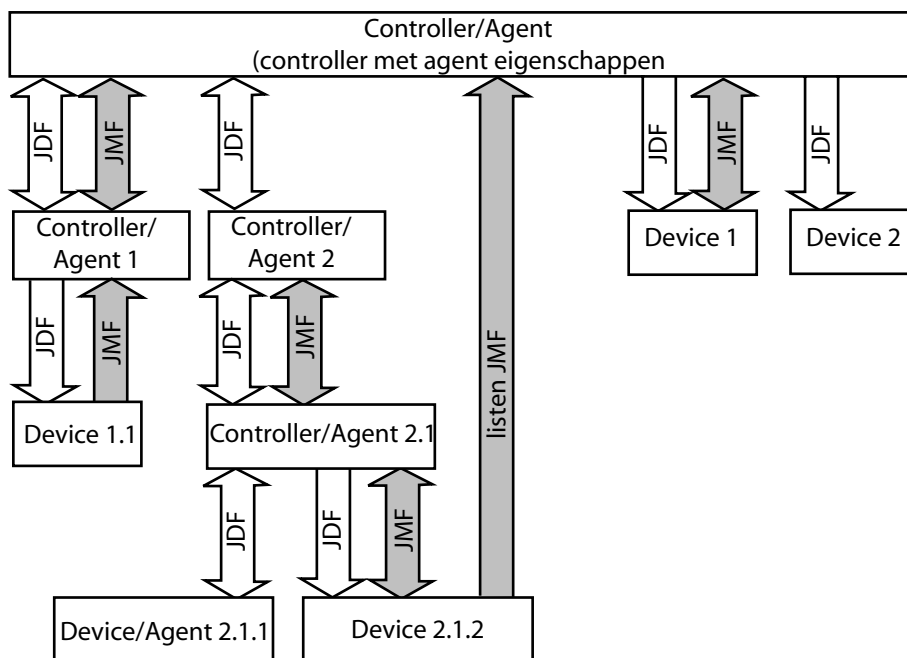 Controller/Agent
(controller met agent eigenschappen
JDF
JMF
JDF
JDF
JMF
JDF
Controller/
Agent 1
Controller/
Agent 2
Device 1
Device 2
JDF
JMF
JDF
JMF
listen JMF
Device 1.1
Controller/Agent 2.1
JDF
JDF
JMF
Device/Agent 2.1.1
Device 2.1.2